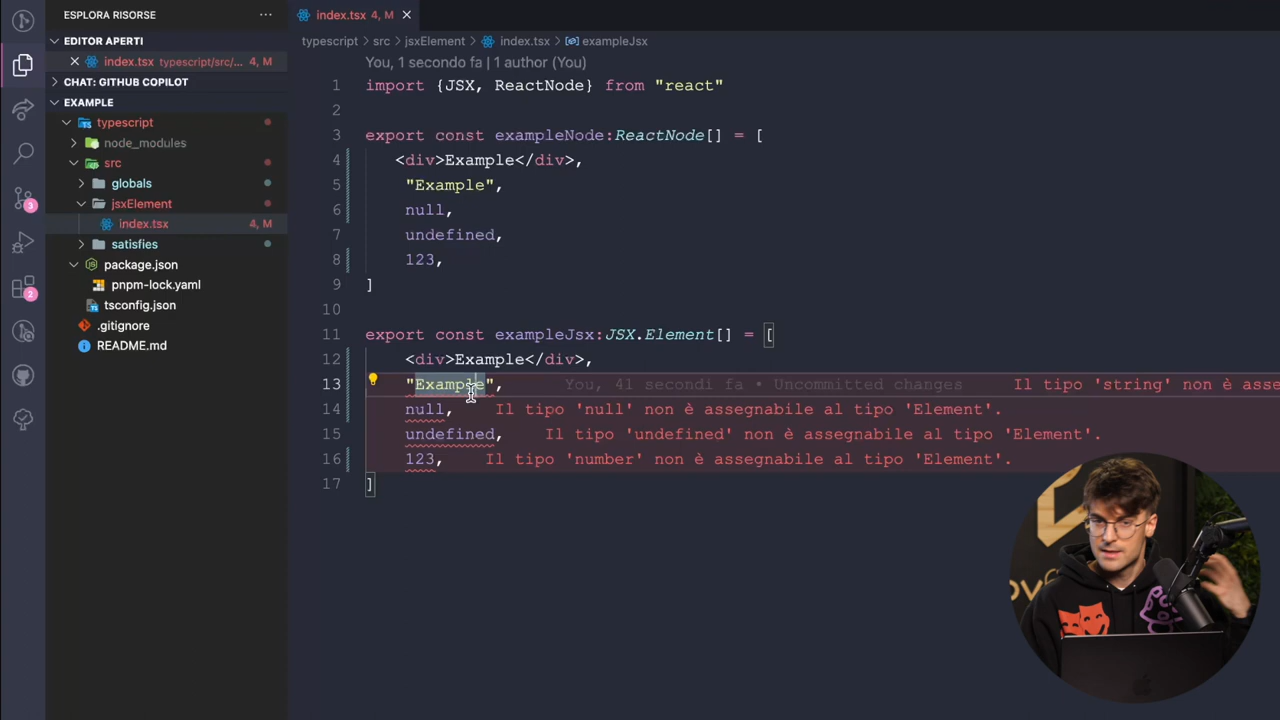 ESPLORA RISORSE
EDITOR APERTI
index.tsx typescript/src/... 4, M
CHAT: GITHUB COPILOT
EXAMPLE
typescript
node_modules
src
globals
jsxElement
index.tsx 4, M
satisfies
package.json
pnpm-lock.yaml
tsconfig.json
.gitignore
README.md
3
2
index.tsx 4, M
typescript > src > jsxElement > index.tsx > exampleJsx
You, 1 secondo fa | 1 author (You)
1 import {JSX, ReactNode} from "react"
2
3 export const exampleNode:ReactNode[] = [
4 <div>Example</div>,
5 "Example",
6 null,
7 undefined,
8 123,
9 ]
10
11 export const exampleJsx:JSX.Element[] = [
12 <div>Example</div>,
13 "Example", You, 41 secondi fa • Uncommitted changes Il tipo 'string' non è asse
14 null, Il tipo 'null' non è assegnabile al tipo 'Element'.
15 undefined, Il tipo 'undefined' non è assegnabile al tipo 'Element'.
16 123, Il tipo 'number' non è assegnabile al tipo 'Element'.
17 ]